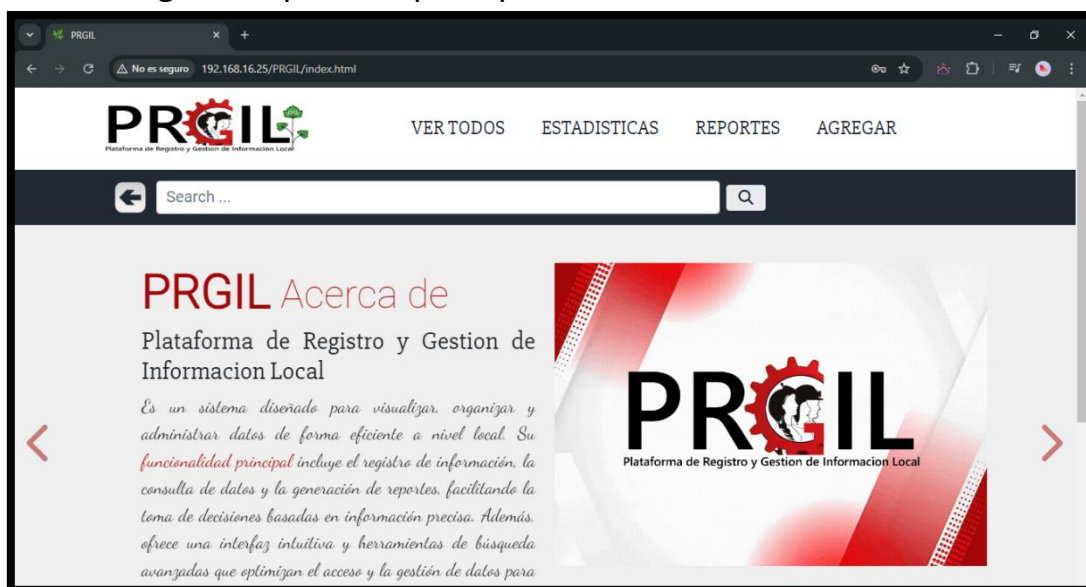 PRGIL
No es seguro 192.168.16.25/PRGIL/index.html
PRGIL
Plataforma de Registro y Gestion de Informacion Local
VER TODOS ESTADISTICAS REPORTES AGREGAR
Search ...
PRGIL Acerca de
Plataforma de Registro y Gestion de
Informacion Local
Es un sistema diseñado para visualizar, organizar y
administrar datos de forma eficiente a nivel local. Su
funcionalidad principal incluye el registro de información, la
consulta de datos y la generación de reportes, facilitando la
toma de decisiones basadas en información precisa. Además,
ofrece una interfaz intuitiva y herramientas de búsqueda
avanzadas que optimizan el acceso y la gestión de datos para
PRGIL
Plataforma de Registro y Gestion de Informacion Local